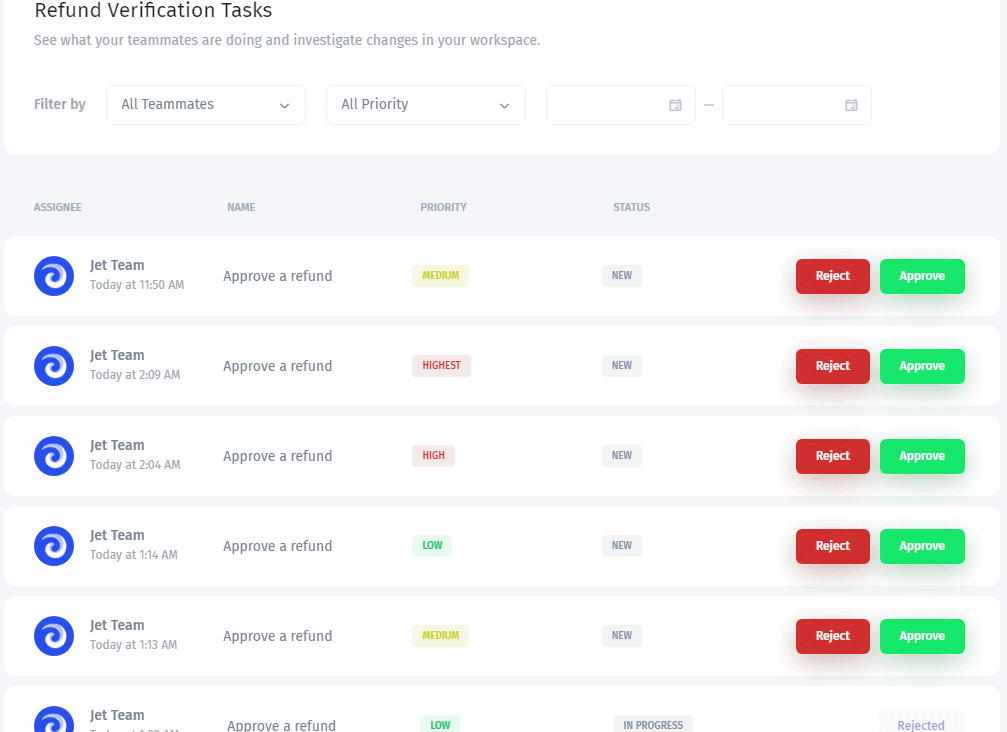 Refund Verification Tasks
See what your teammates are doing and investigate changes in your workspace.
Filter by All Teammates All Priority —
ASSIGNEE NAME PRIORITY STATUS
Jet Team
Today at 11:50 AM
Approve a refund MEDIUM NEW Reject Approve
Jet Team
Today at 2:09 AM
Approve a refund HIGHEST NEW Reject Approve
Jet Team
Today at 2:04 AM
Approve a refund HIGH NEW Reject Approve
Jet Team
Today at 1:14 AM
Approve a refund LOW NEW Reject Approve
Jet Team
Today at 1:13 AM
Approve a refund MEDIUM NEW Reject Approve
Jet Team
Approve a refund LOW IN PROGRESS Rejected